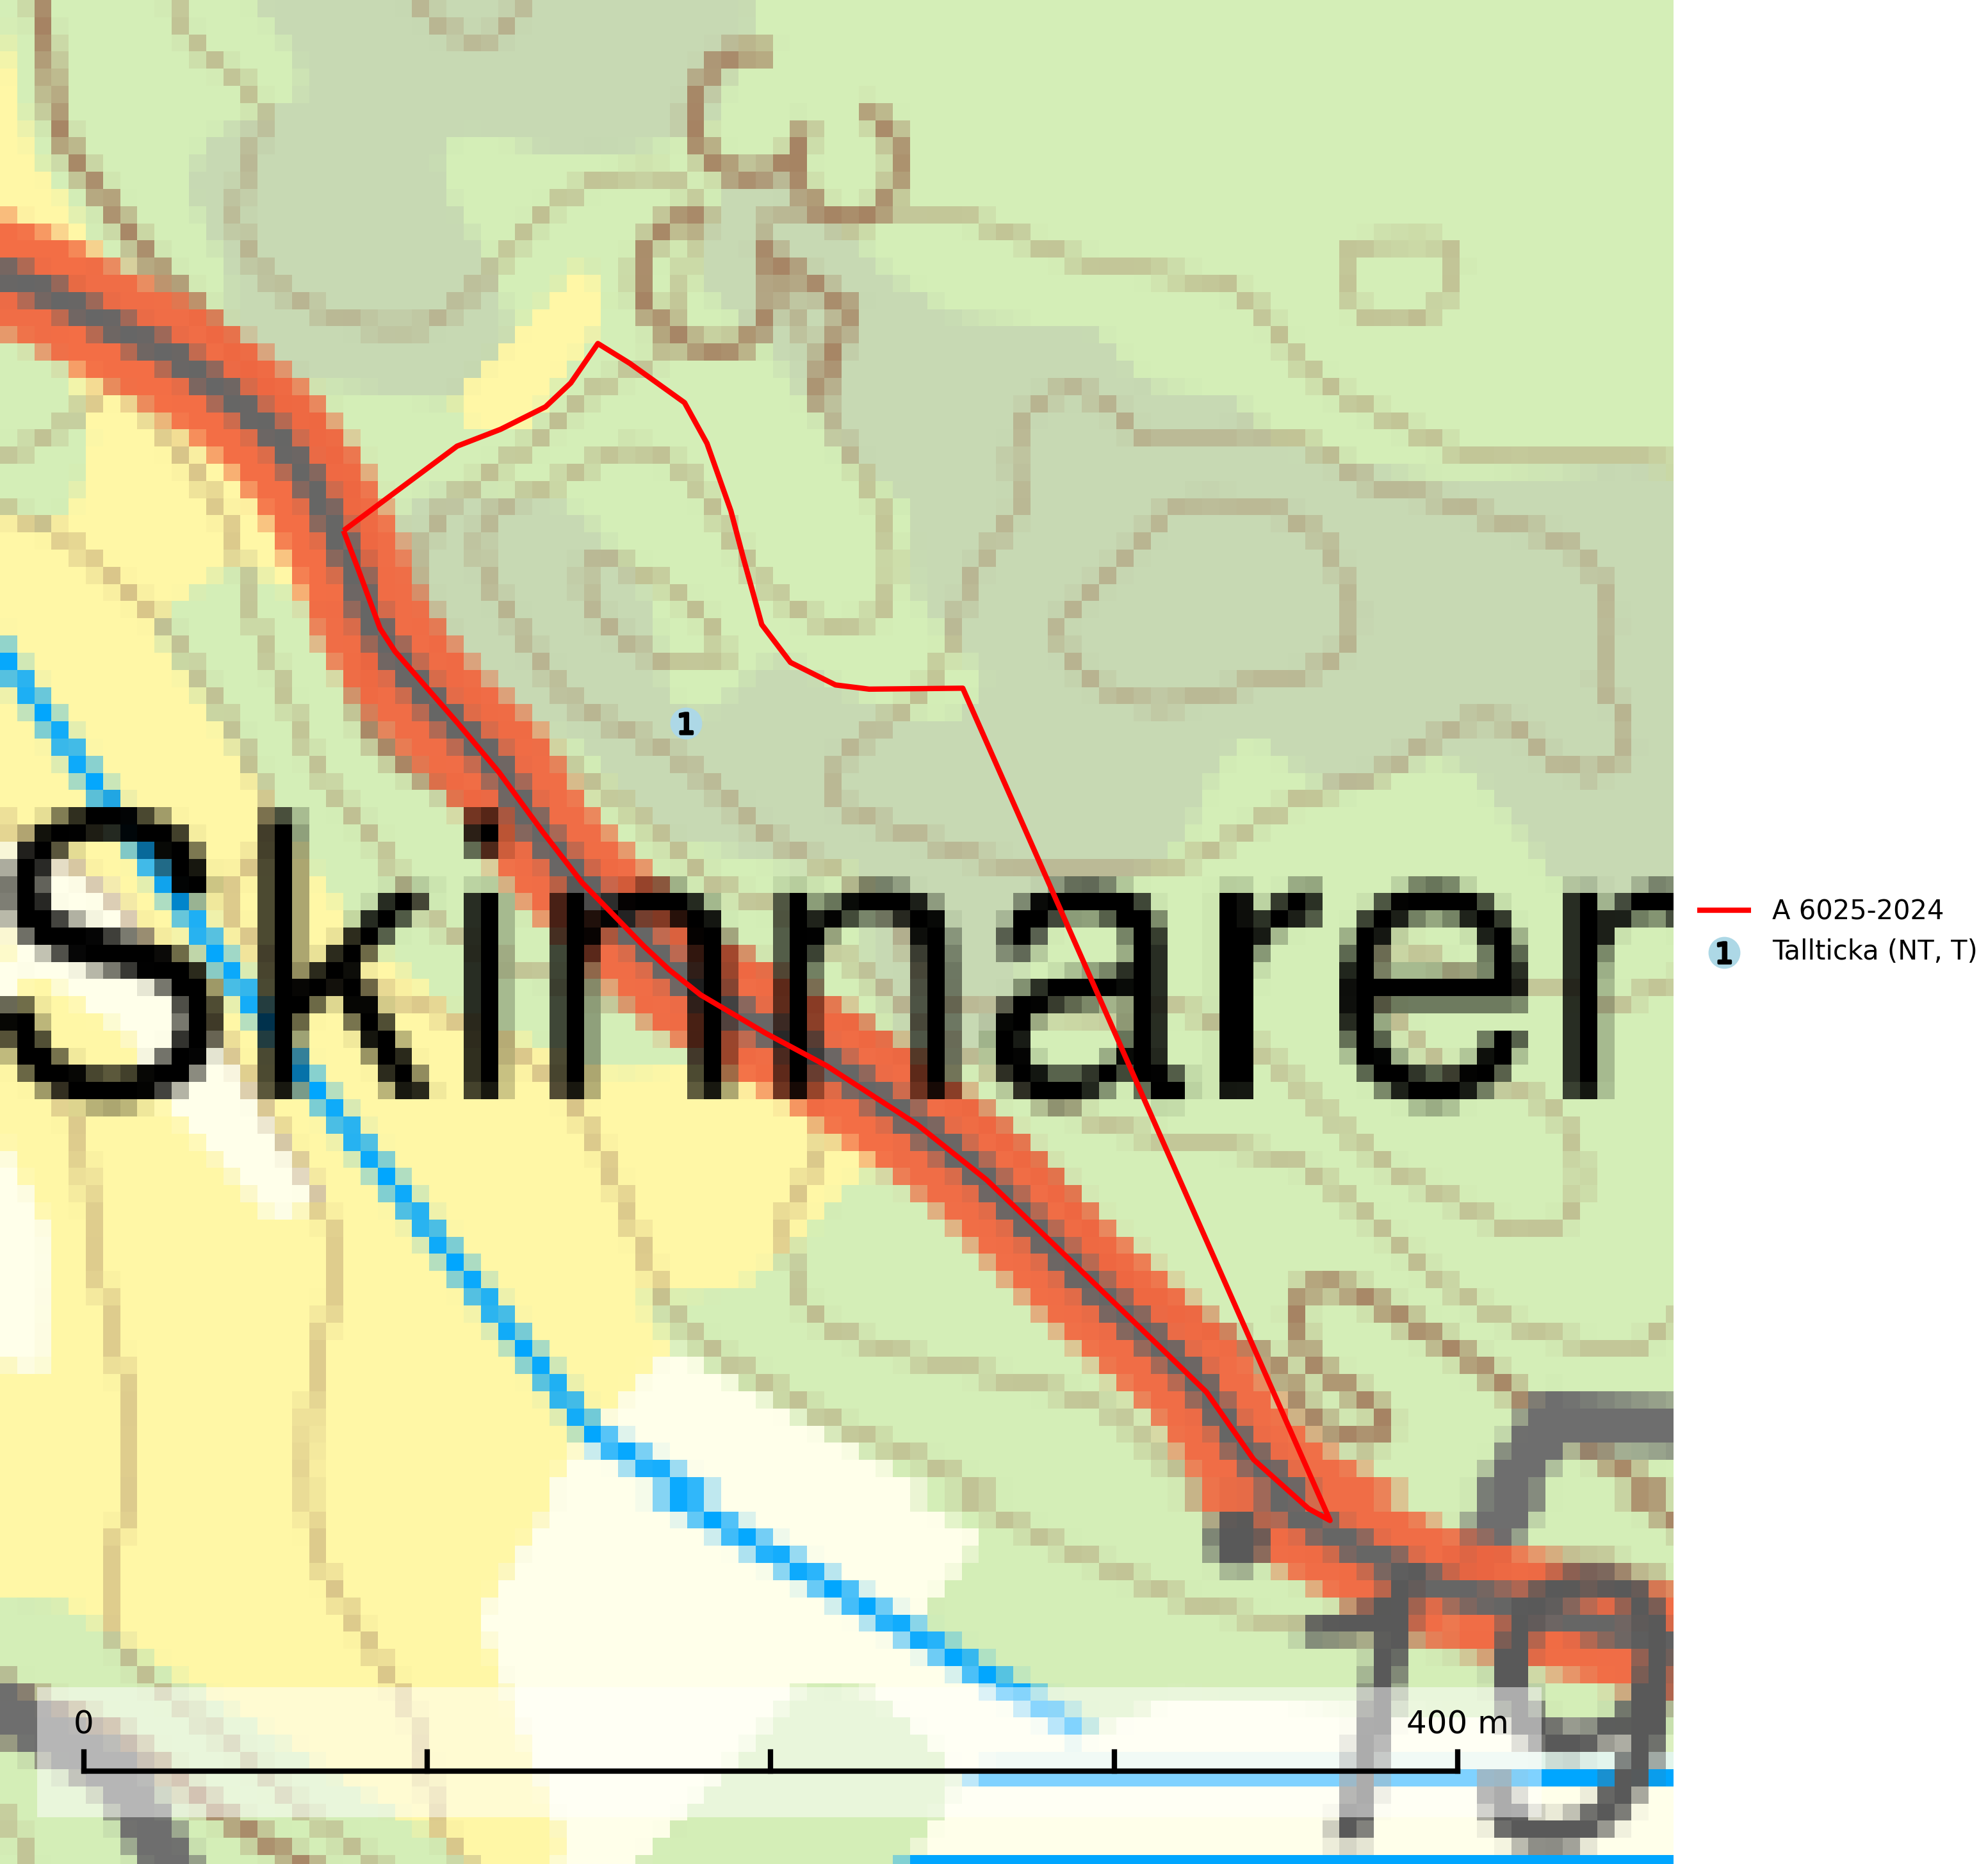 1
Skinnarer
A 6025-2024
1 Tallticka (NT, T)
0 400 m